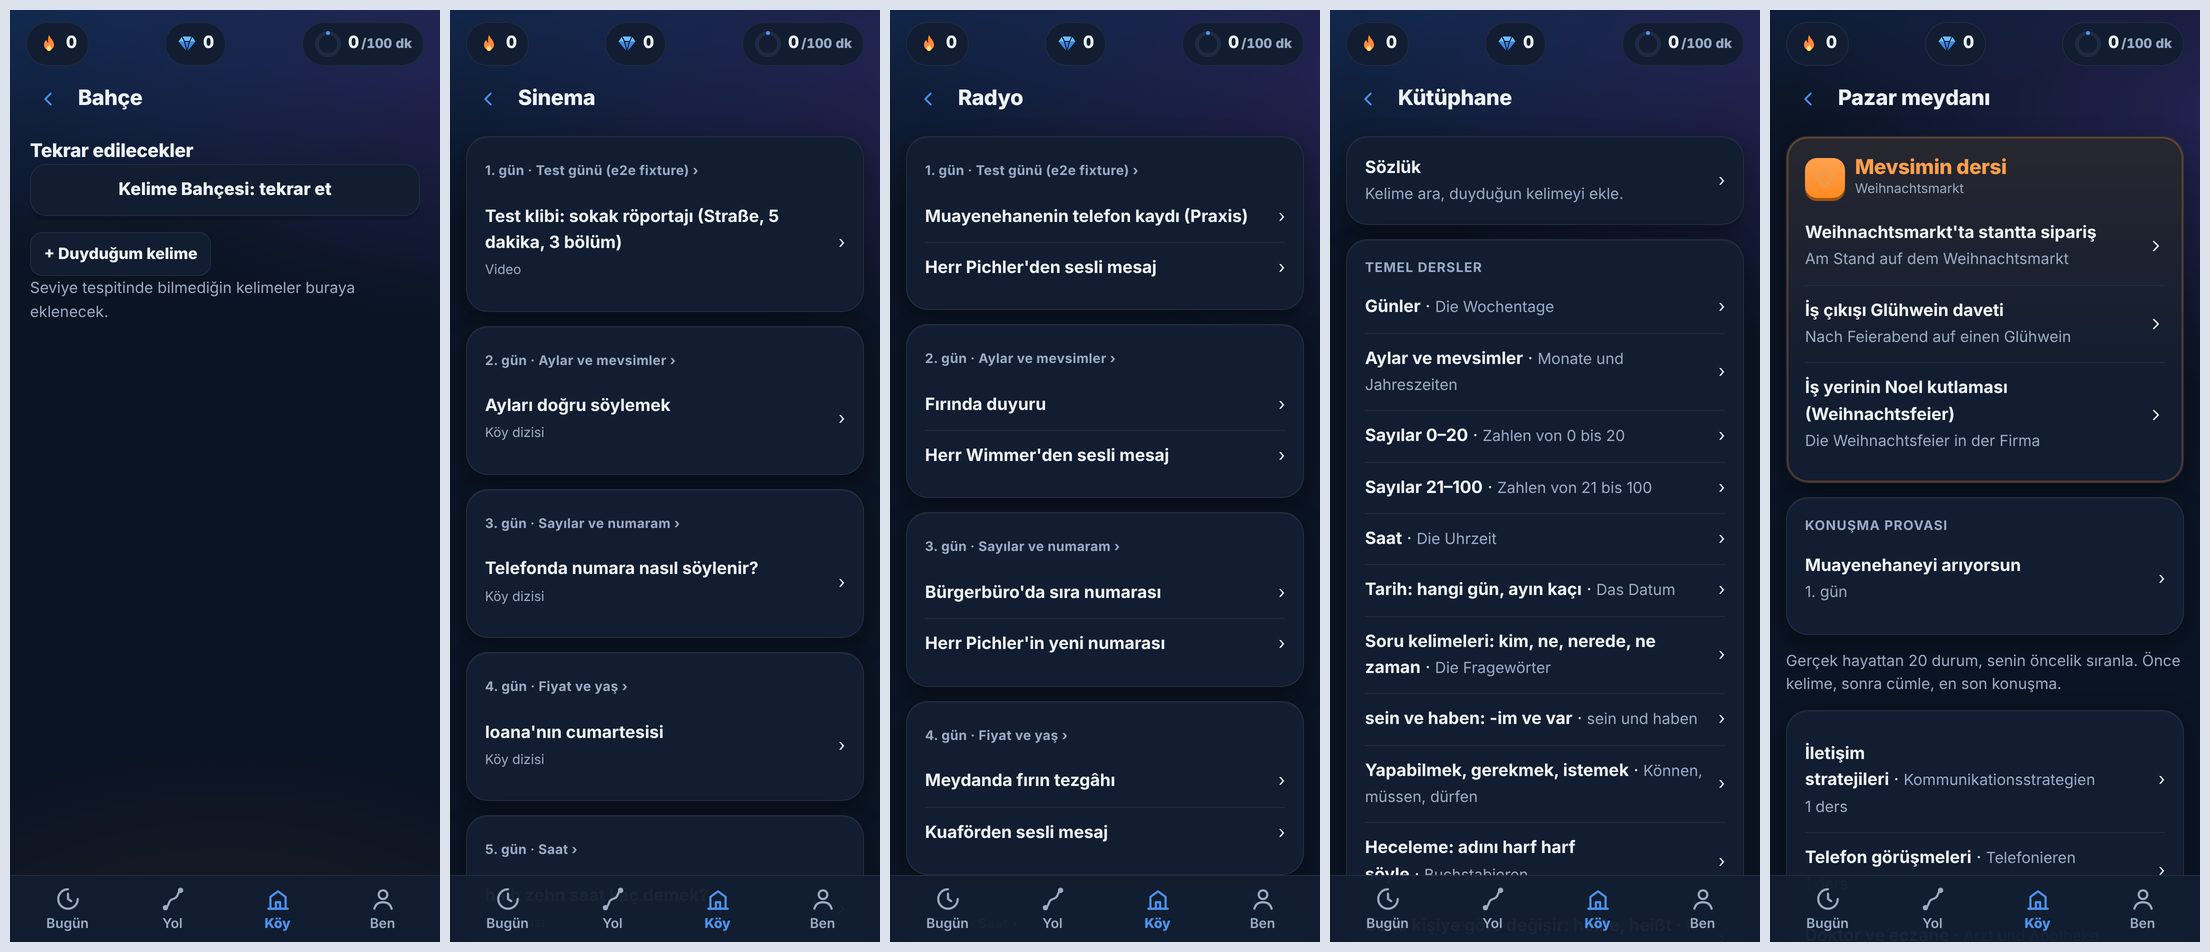 0
0
0/100 dk
Bahçe
Tekrar edilecekler
Kelime Bahçesi: tekrar et
+ Duyduğum kelime
Seviye tespitinde bilmediğin kelimeler buraya
eklenecek.
Bugün
Yol
Köy
Ben
0
0
0/100 dk
Sinema
1. gün · Test günü (e2e fixture) ›
Test klibi: sokak röportajı (Straße, 5
dakika, 3 bölüm)
Video
2. gün · Aylar ve mevsimler ›
Ayları doğru söylemek
Köy dizisi
3. gün · Sayılar ve numaram ›
Telefonda numara nasıl söylenir?
Köy dizisi
4. gün · Fiyat ve yaş ›
Ioana'nın cumartesisi
Köy dizisi
5. gün · Saat ›
zehn saat kaç demek?
Bugün
Yol
Köy
Ben
0
0
0/100 dk
Radyo
1. gün · Test günü (e2e fixture) ›
Muayenehanenin telefon kaydı (Praxis)
Herr Pichler'den sesli mesaj
2. gün · Aylar ve mevsimler ›
Fırında duyuru
Herr Wimmer'den sesli mesaj
3. gün · Sayılar ve numaram ›
Bürgerbüro'da sıra numarası
Herr Pichler'in yeni numarası
4. gün · Fiyat ve yaş ›
Meydanda fırın tezgâhı
Kuaförden sesli mesaj
Saat ›
Bugün
Yol
Köy
Ben
0
0
0/100 dk
Kütüphane
Sözlük
Kelime ara, duyduğun kelimeyi ekle.
TEMEL DERSLER
Günler · Die Wochentage
Aylar ve mevsimler · Monate und
Jahreszeiten
Sayılar 0–20 · Zahlen von 0 bis 20
Sayılar 21–100 · Zahlen von 21 bis 100
Saat · Die Uhrzeit
Tarih: hangi gün, ayın kaçı · Das Datum
Soru kelimeleri: kim, ne, nerede, ne
zaman · Die Fragewörter
sein ve haben: -im ve var · sein und haben
Yapabilmek, gerekmek, istemek · Können,
müssen, dürfen
Heceleme: adını harf harf
söyle · Buchstabieren
kişiye göre değişir: heißt ·
Bugün
Yol
Köy
Ben
0
0
0/100 dk
Pazar meydanı
Mevsimin dersi
Weihnachtsmarkt
Weihnachtsmarkt'ta stantta sipariş
Am Stand auf dem Weihnachtsmarkt
İş çıkışı Glühwein daveti
Nach Feierabend auf einen Glühwein
İş yerinin Noel kutlaması
(Weihnachtsfeier)
Die Weihnachtsfeier in der Firma
KONUŞMA PROVASI
Muayenehaneyi arıyorsun
1. gün
Gerçek hayattan 20 durum, senin öncelik sıranla. Önce
kelime, sonra cümle, en son konuşma.
İletişim
stratejileri · Kommunikationsstrategien
1 ders
Telefon görüşmeleri · Telefonieren
Doktor ve eczane ·
Bugün
Yol
Köy
Ben